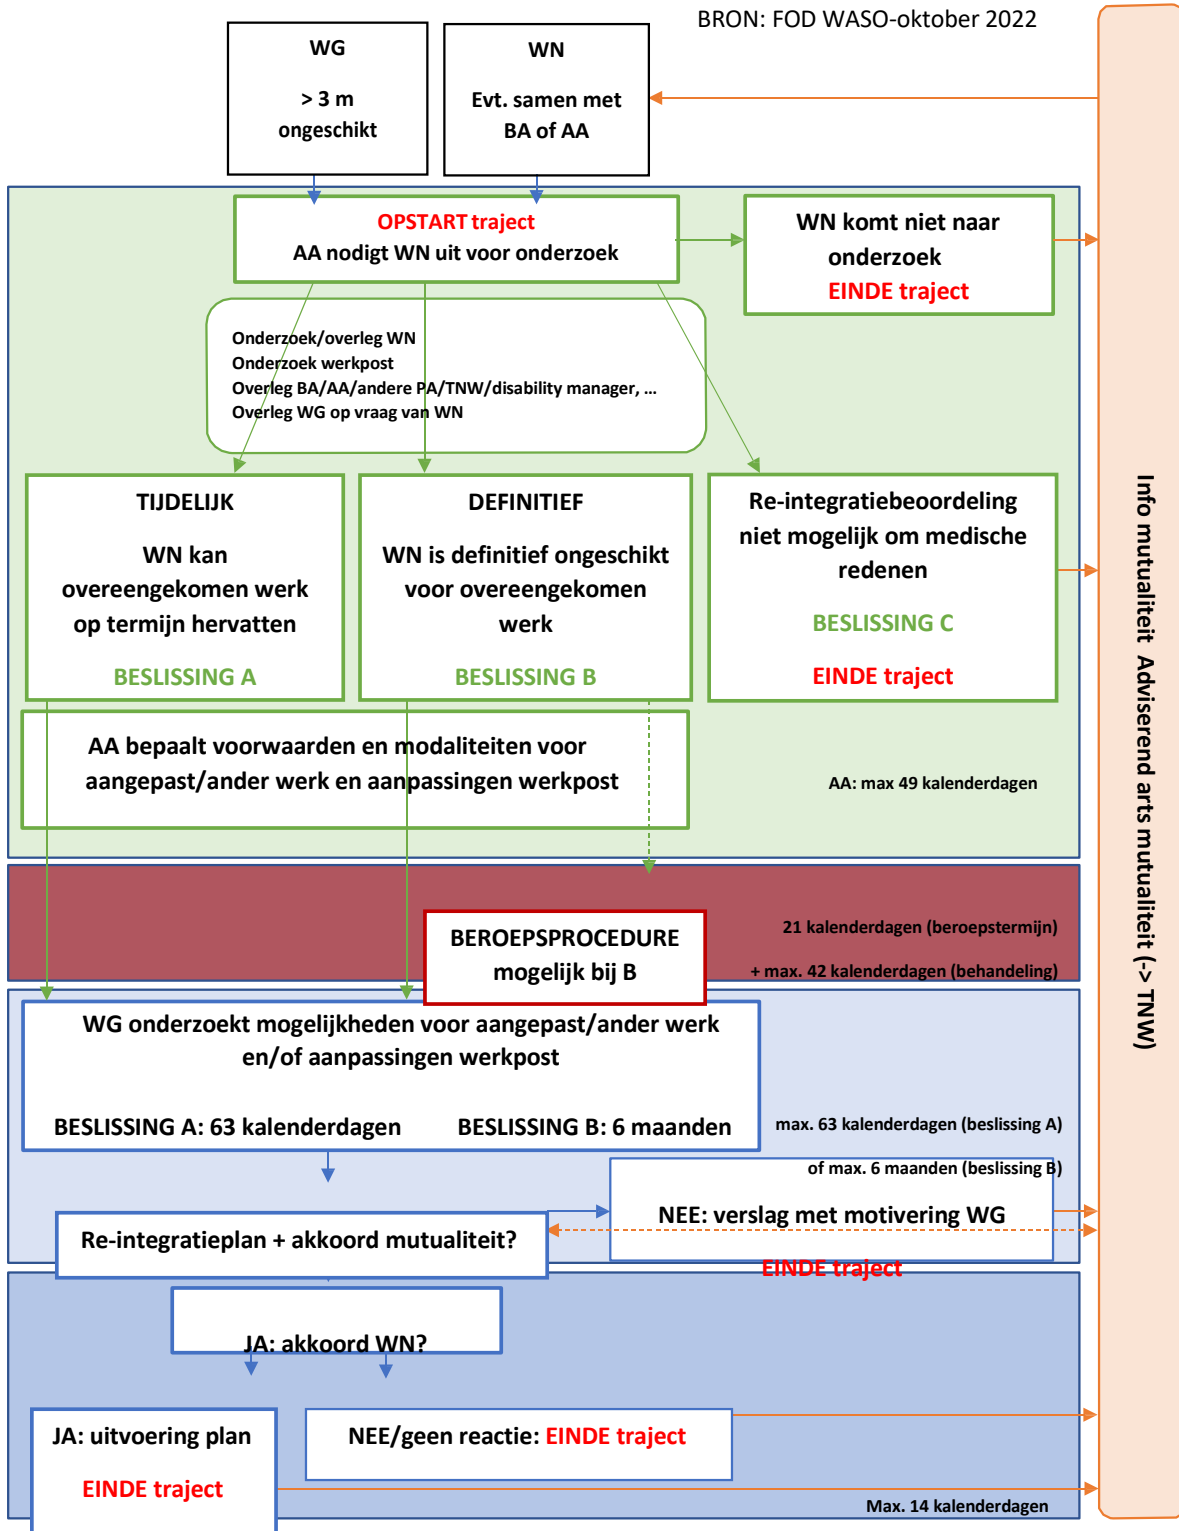 BRON: FOD WASO-oktober 2022
WG
> 3 m
ongeschikt
WN
Evt. samen met
BA of AA
OPSTART traject
AA nodigt WN uit voor onderzoek
WN komt niet naar
onderzoek
EINDE traject
Onderzoek/overleg WN
Onderzoek werkpost
Overleg BA/AA/andere PA/TNW/disability manager, ...
Overleg WG op vraag van WN
TIJDELIJK
WN kan
overeengekomen werk
op termijn hervatten
BESLISSING A
DEFINITIEF
WN is definitief ongeschikt
voor overeengekomen
werk
BESLISSING B
Re-integratiebeoordeling
niet mogelijk om medische
redenen
BESLISSING C
EINDE traject
AA bepaalt voorwaarden en modaliteiten voor
aangepast/ander werk en aanpassingen werkpost
AA: max 49 kalenderdagen
BEROEPSPROCEDURE
mogelijk bij B
21 kalenderdagen (beroepstermijn)
+ max. 42 kalenderdagen (behandeling)
WG onderzoekt mogelijkheden voor aangepast/ander werk
en/of aanpassingen werkpost
BESLISSING A: 63 kalenderdagen BESLISSING B: 6 maanden
max. 63 kalenderdagen (beslissing A)
of max. 6 maanden (beslissing B)
Re-integratieplan + akkoord mutualiteit?
NEE: verslag met motivering WG
EINDE traject
JA: akkoord WN?
JA: uitvoering plan
EINDE traject
NEE/geen reactie: EINDE traject
Max. 14 kalenderdagen
Info mutualiteit Adviserend arts mutualiteit (-> TNW)